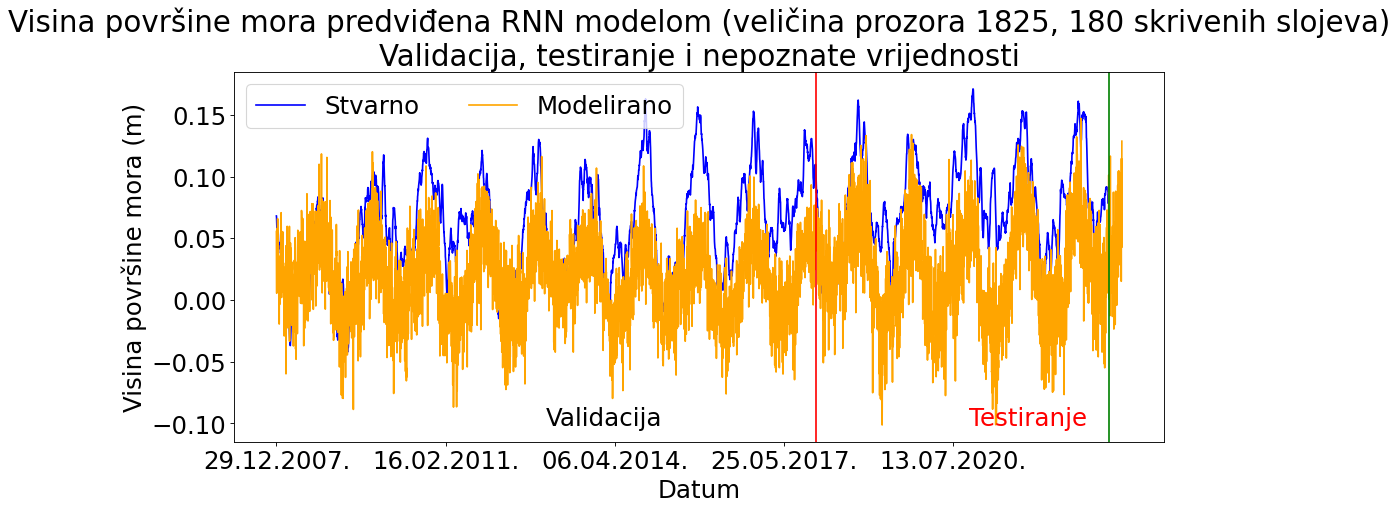 Visina površine mora predviđena RNN modelom (veličina prozora 1825, 180 skrivenih slojeva)
Validacija, testiranje i nepoznate vrijednosti
Stvarno Modelirano
Visina površine mora (m)
0.15
0.10
0.05
0.00
−0.05
−0.10
Validacija
Testiranje
29.12.2007. 16.02.2011. 06.04.2014. 25.05.2017. 13.07.2020.
Datum